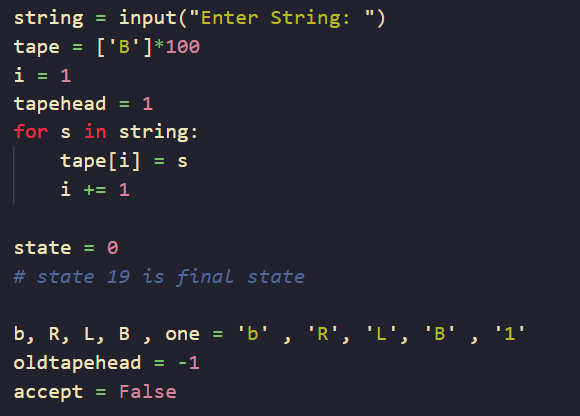 string = input("Enter String: ")
tape = ['B']*100
i = 1
tapehead = 1
for s in string:
    tape[i] = s
    i += 1
state = 0
# state 19 is final state
b, R, L, B , one = 'b' , 'R', 'L', 'B' , '1'
oldtapehead = -1
accept = False